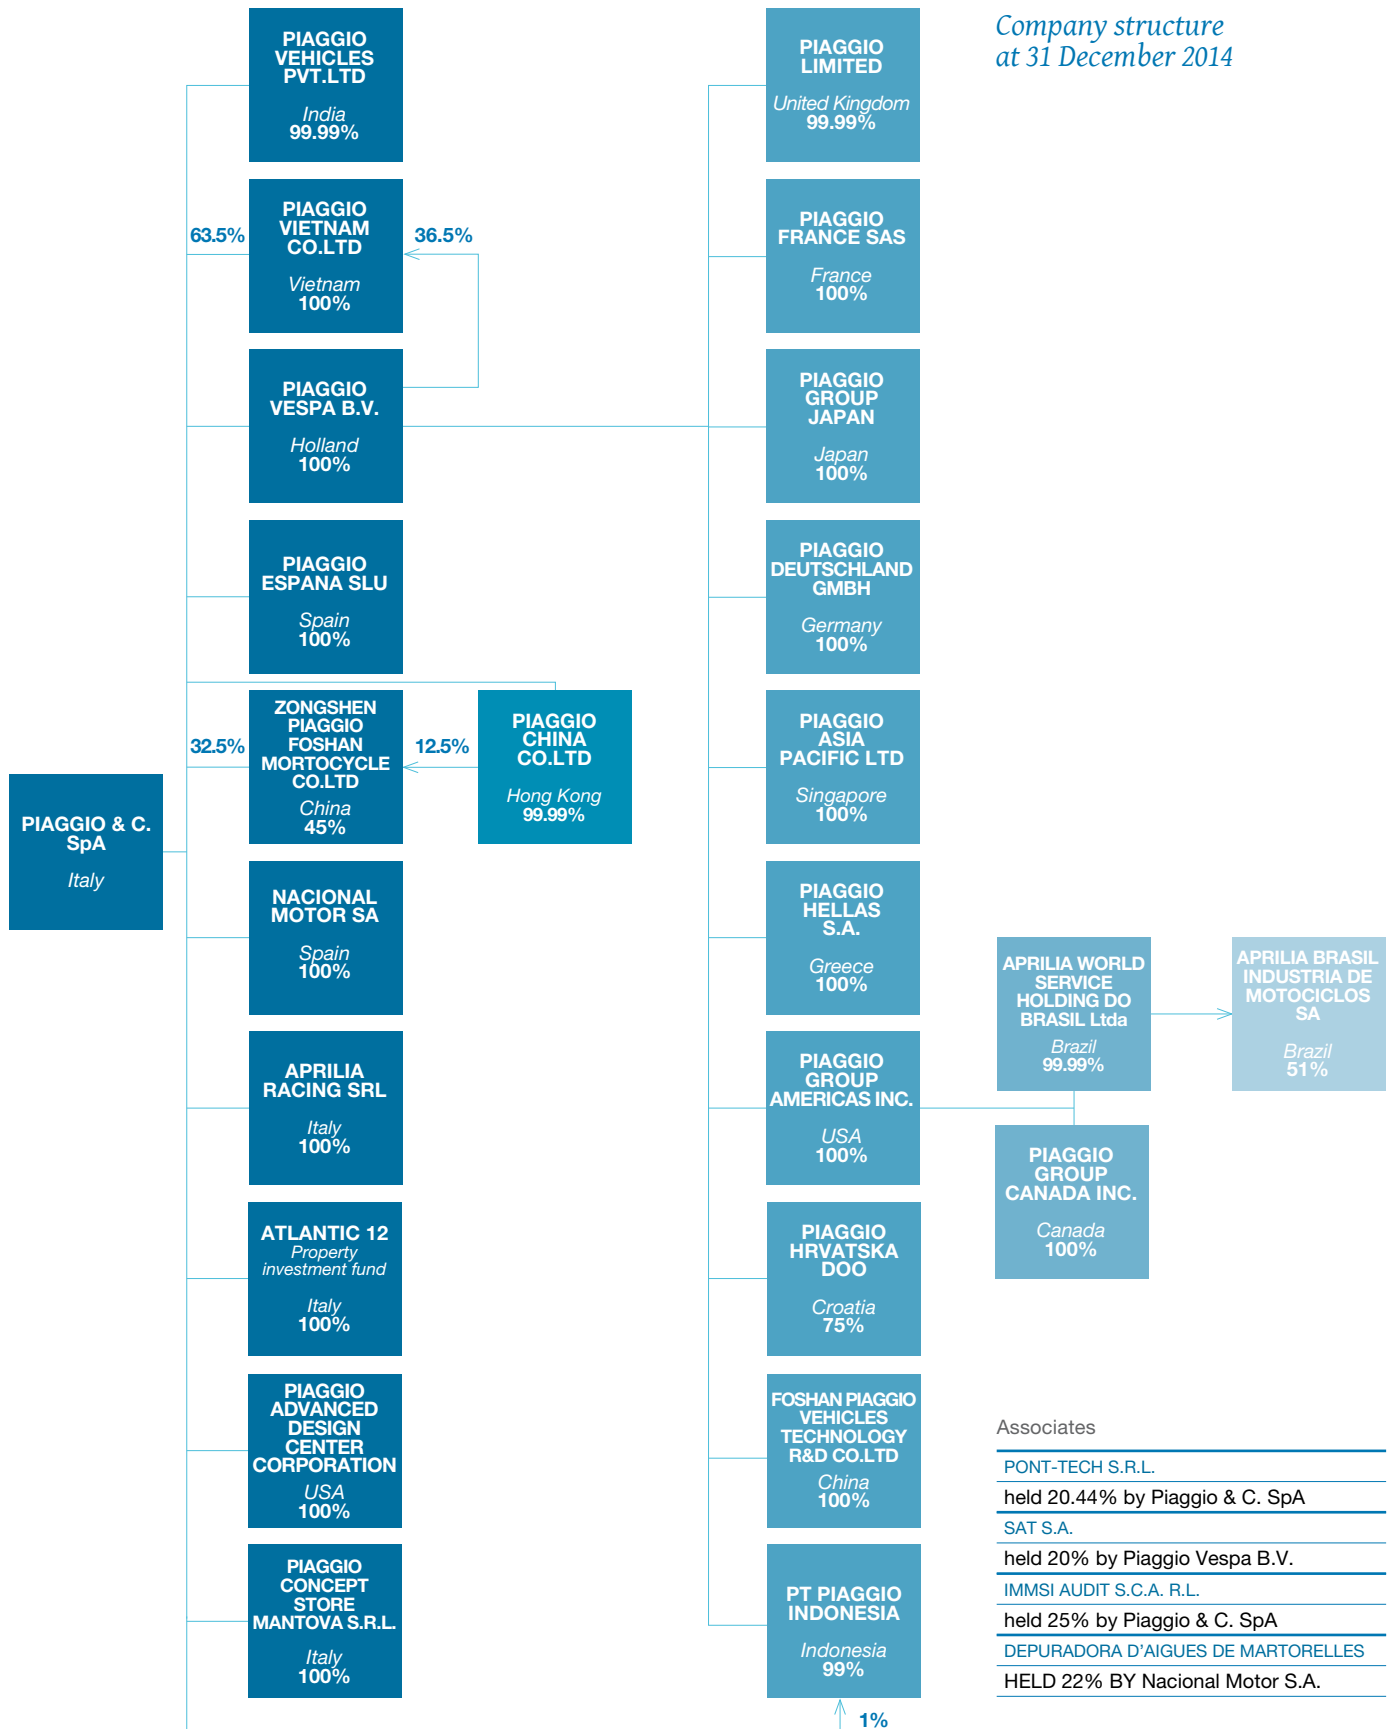 Company structure
at 31 December 2014
PIAGGIO & C.
SpA
Italy
PIAGGIO
VEHICLES
PVT.LTD
India
99.99%
63.5%
PIAGGIO
VIETNAM
CO.LTD
Vietnam
100%
36.5%
PIAGGIO
VESPA B.V.
Holland
100%
PIAGGIO
ESPANA SLU
Spain
100%
32.5%
ZONGSHEN
PIAGGIO
FOSHAN
MORTOCYCLE
CO.LTD
China
45%
12.5%
PIAGGIO
CHINA
CO.LTD
Hong Kong
99.99%
NACIONAL
MOTOR SA
Spain
100%
APRILIA
RACING SRL
Italy
100%
ATLANTIC 12
Property
investment fund
Italy
100%
PIAGGIO
ADVANCED
DESIGN
CENTER
CORPORATION
USA
100%
PIAGGIO
CONCEPT
STORE
MANTOVA S.R.L.
Italy
100%
PIAGGIO
LIMITED
United Kingdom
99.99%
PIAGGIO
FRANCE SAS
France
100%
PIAGGIO
GROUP
JAPAN
Japan
100%
PIAGGIO
DEUTSCHLAND
GMBH
Germany
100%
PIAGGIO
ASIA
PACIFIC LTD
Singapore
100%
PIAGGIO
HELLAS
S.A.
Greece
100%
PIAGGIO
GROUP
AMERICAS INC.
USA
100%
PIAGGIO
HRVATSKA
DOO
Croatia
75%
FOSHAN PIAGGIO
VEHICLES
TECHNOLOGY
R&D CO.LTD
China
100%
PT PIAGGIO
INDONESIA
Indonesia
99%
1%
APRILIA WORLD
SERVICE
HOLDING DO
BRASIL Ltda
Brazil
99.99%
APRILIA BRASIL
INDUSTRIA DE
MOTOCICLOS
SA
Brazil
51%
PIAGGIO
GROUP
CANADA INC.
Canada
100%
Associates
PONT-TECH S.R.L.
held 20.44% by Piaggio & C. SpA
SAT S.A.
held 20% by Piaggio Vespa B.V.
IMMSI AUDIT S.C.A. R.L.
held 25% by Piaggio & C. SpA
DEPURADORA D'AIGUES DE MARTORELLES
HELD 22% BY Nacional Motor S.A.